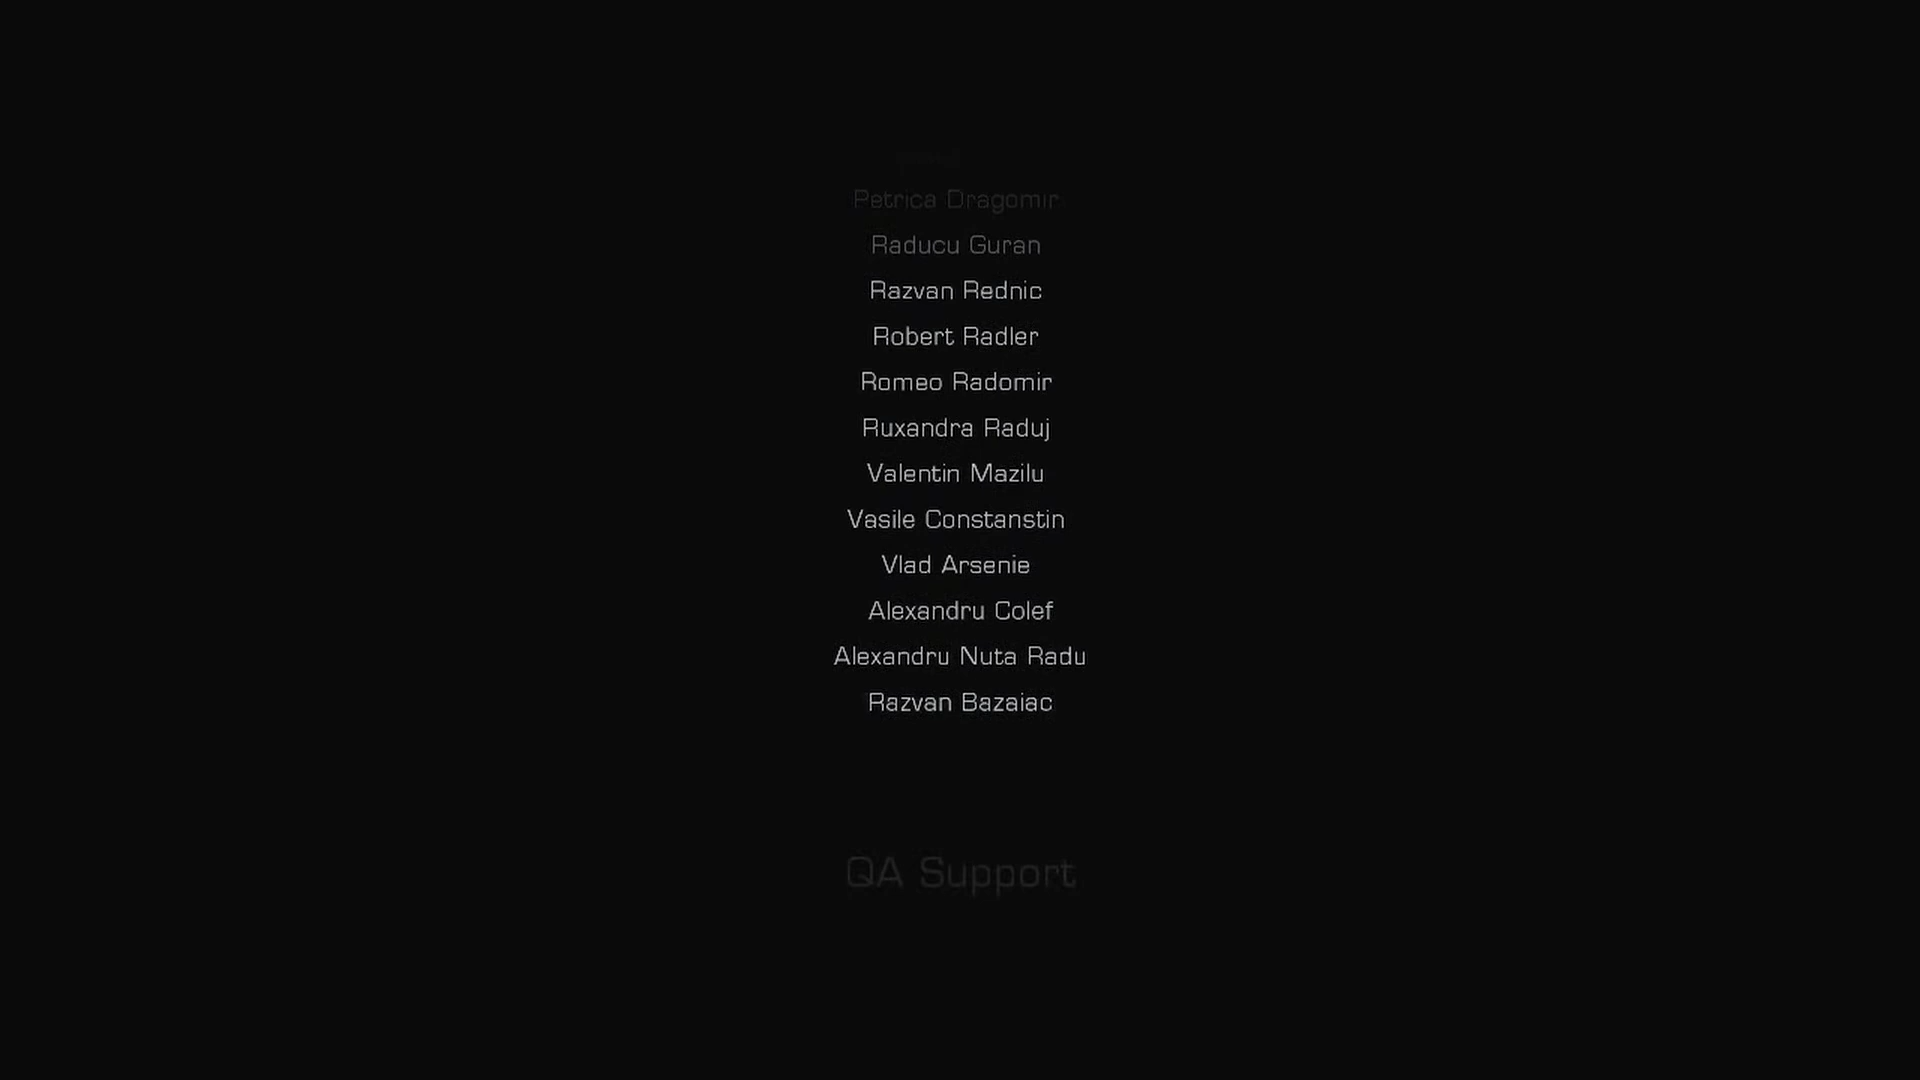 Petrica Dragomir
Raducu Guran
Razvan Rednic
Robert Radler
Romeo Radomir
Ruxandra Raduj
Valentin Mazilu
Vasile Constanstin
Vlad Arsenie
Alexandru Colef
Alexandru Nuta Radu
Razvan Bazaiac
QA Support